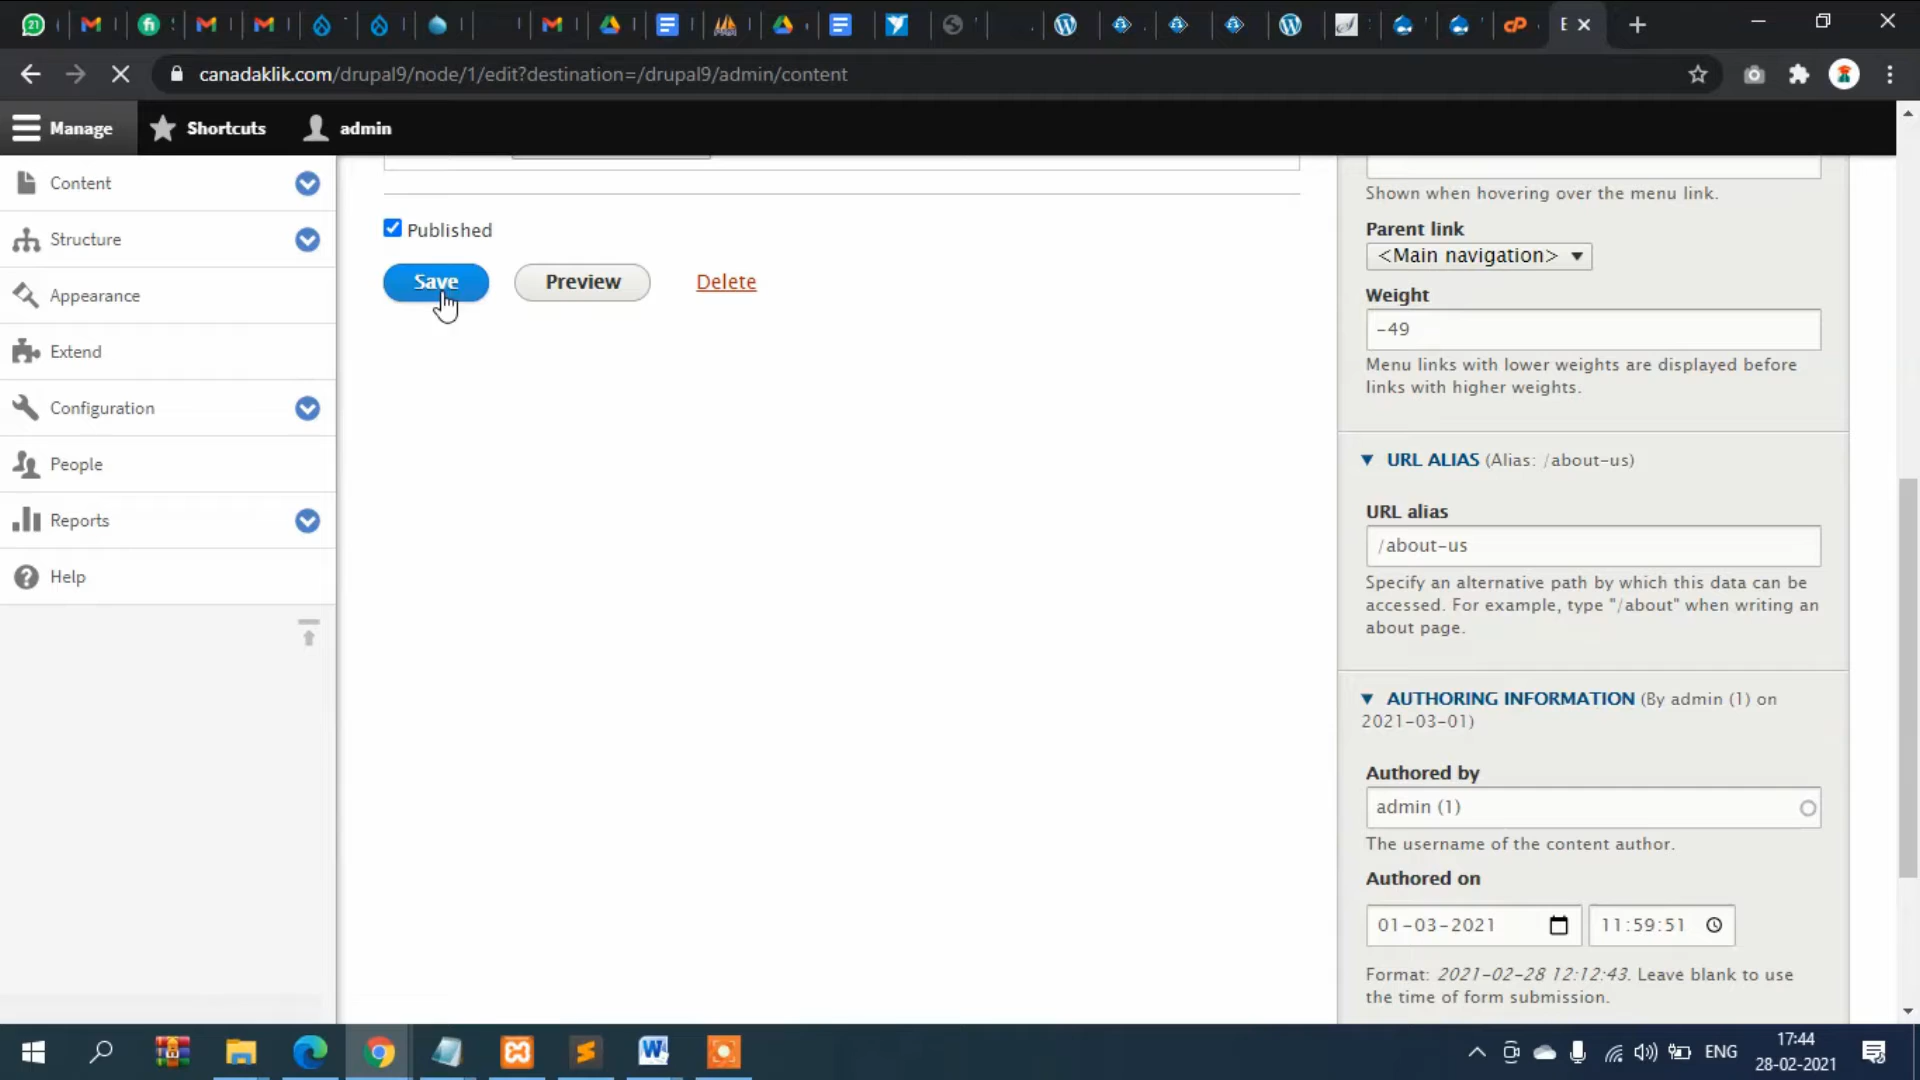 21
E
canadaklik.com/drupal9/node/1/edit?destination=/drupal9/admin/content
Manage
Shortcuts
admin
Content
Structure
Appearance
Extend
Configuration
People
Reports
Help
Published
Save
Preview
Delete
Shown when hovering over the menu link.
Parent link
<Main navigation>
Weight
-49
Menu links with lower weights are displayed before
links with higher weights.
URL ALIAS (Alias: /about-us)
URL alias
/about-us
Specify an alternative path by which this data can be
accessed. For example, type "/about" when writing an
about page.
AUTHORING INFORMATION (By admin (1) on
2021-03-01)
Authored by
admin (1)
The username of the content author.
Authored on
01-03-2021
11:59:51
Format: 2021-02-28 12:12:43. Leave blank to use
the time of form submission.
ENG
17:44
28-02-2021